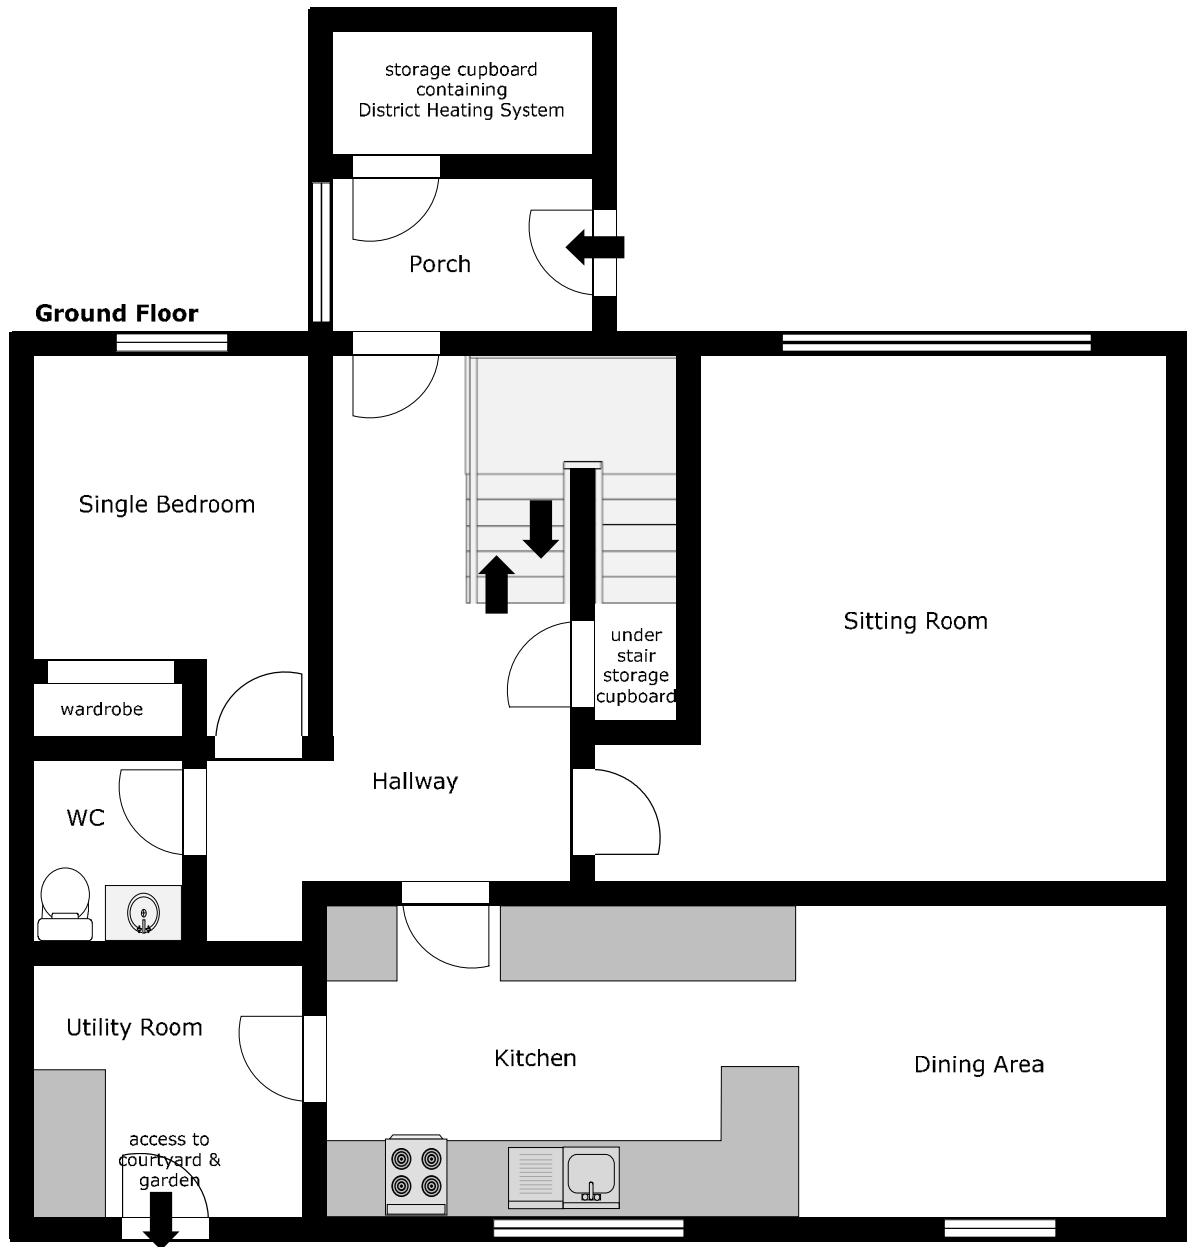 storage cupboard
containing
District Heating System
Porch
Ground Floor
Single Bedroom
Sitting Room
under
stair
storage
cupboard
wardrobe
Hallway
WC
Utility Room
Kitchen
Dining Area
access to
courtyard &
garden